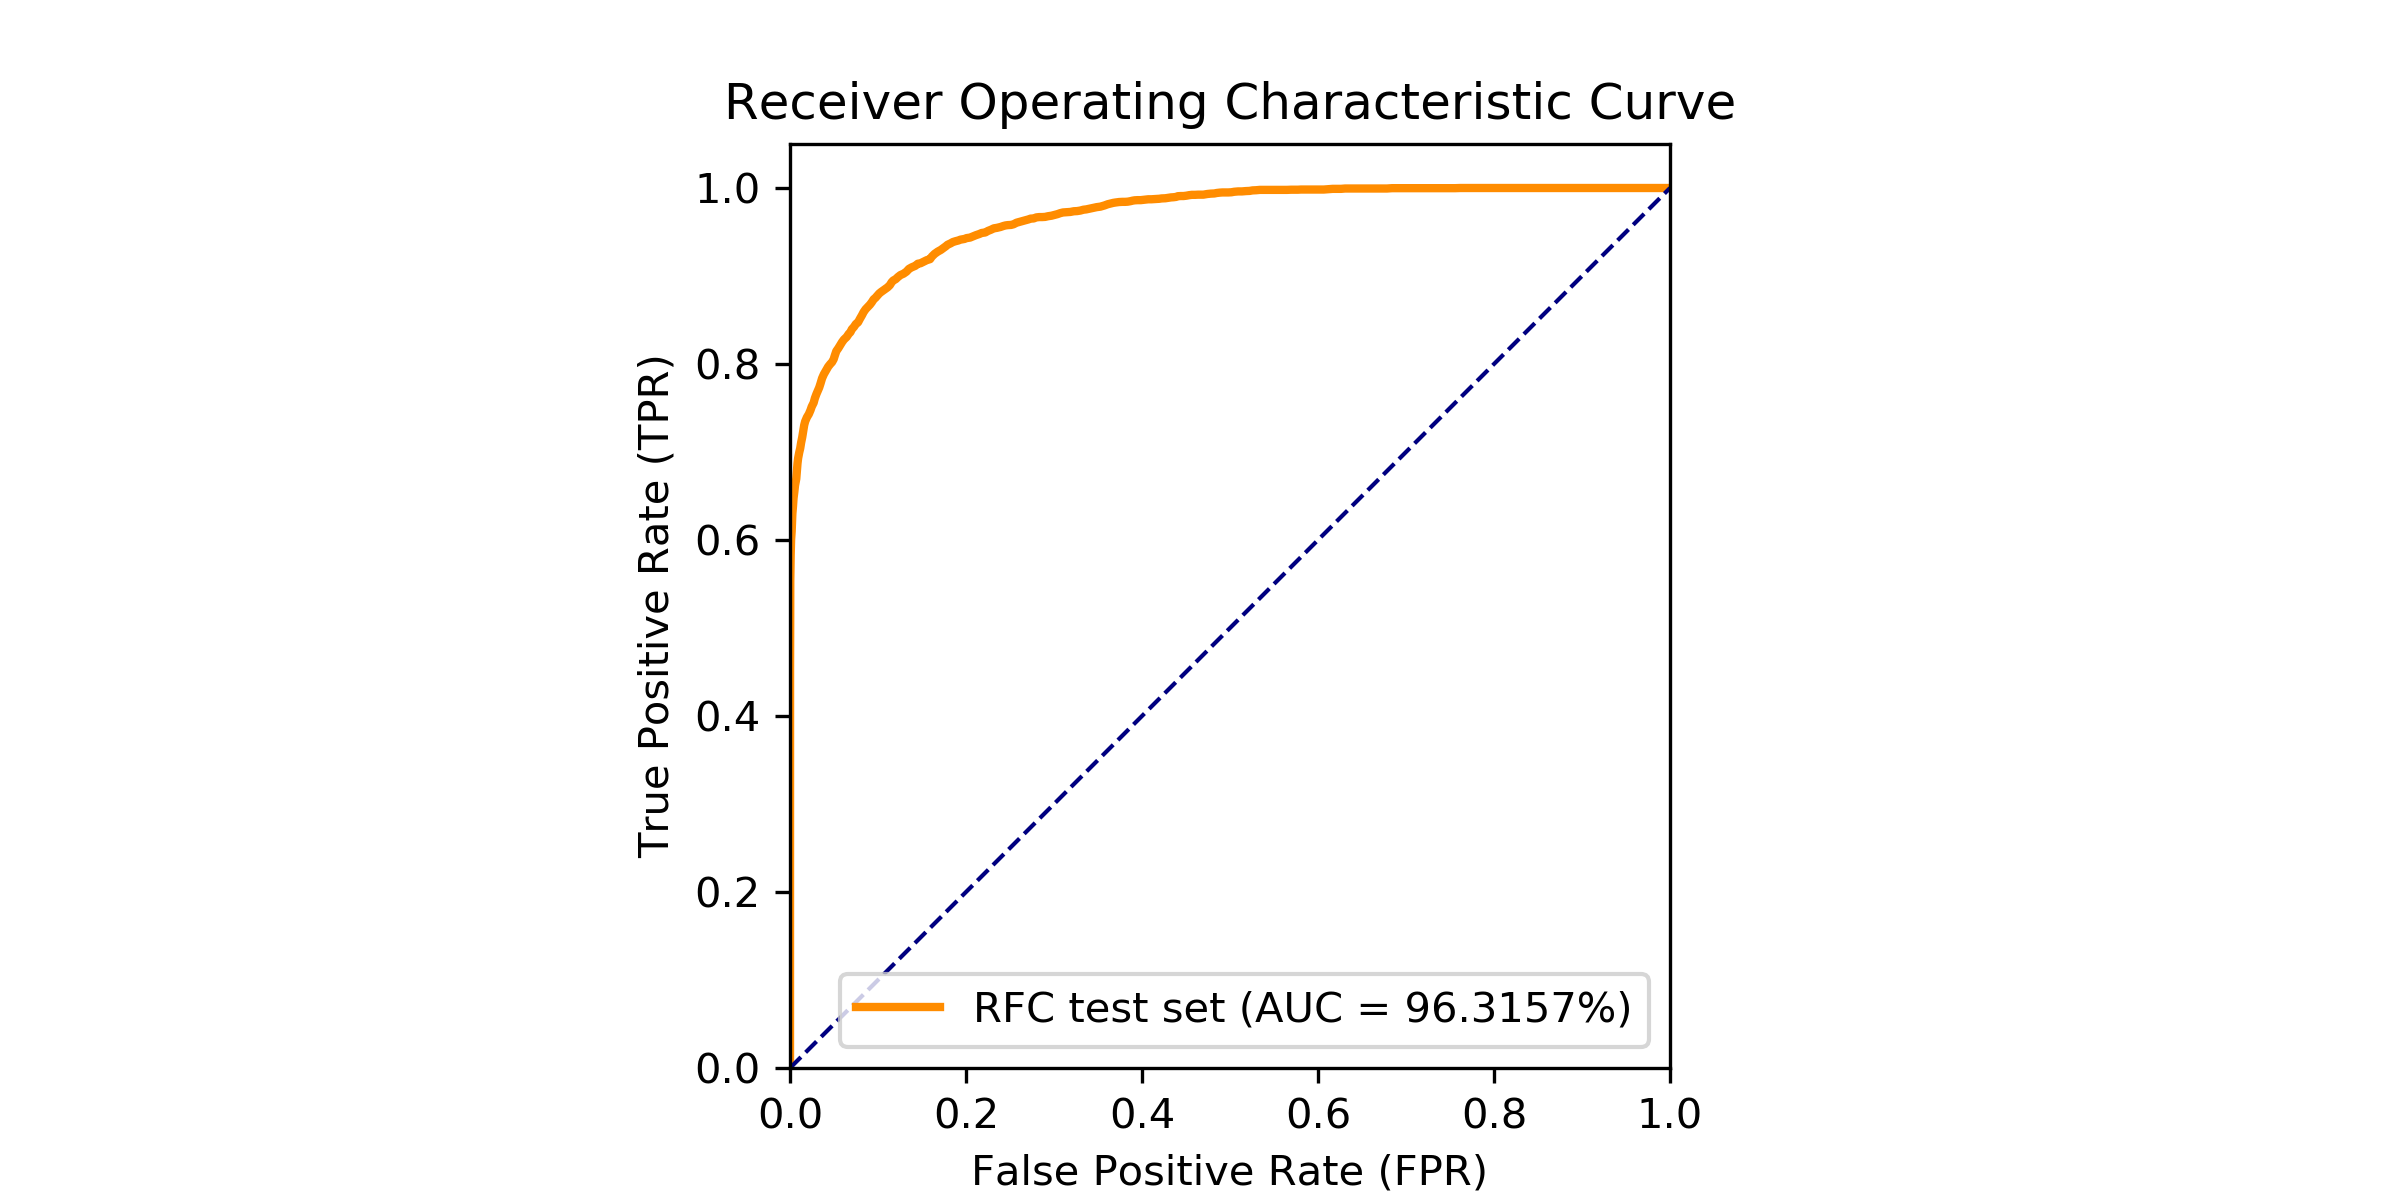 Receiver Operating Characteristic Curve
True Positive Rate (TPR)
1.0
0.8
0.6
0.4
0.2
0.0
RFC test set (AUC = 96.3157%)
0.0 0.2 0.4 0.6 0.8 1.0
False Positive Rate (FPR)